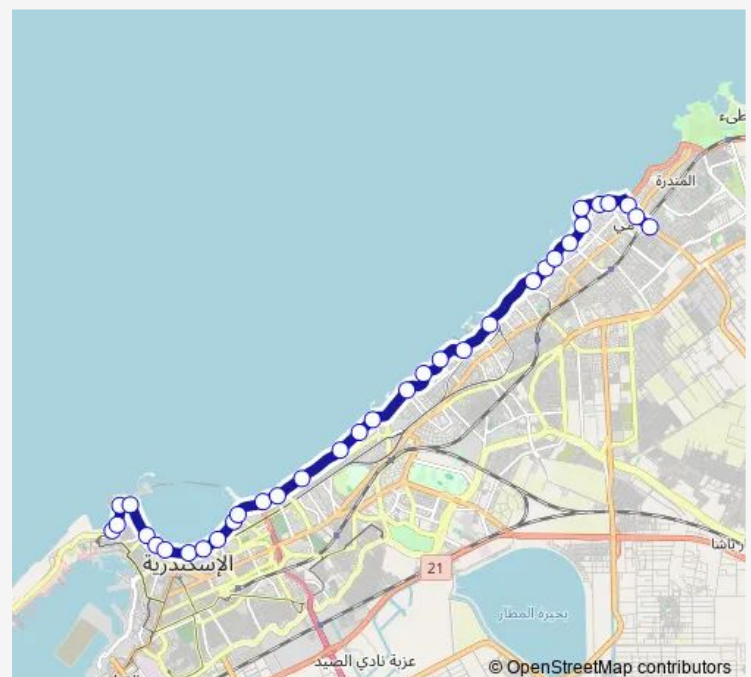 المندرة
الإسكندرية
21
بحيرة المطار
عزبة نادي الصيد
© OpenStreetMap contributors